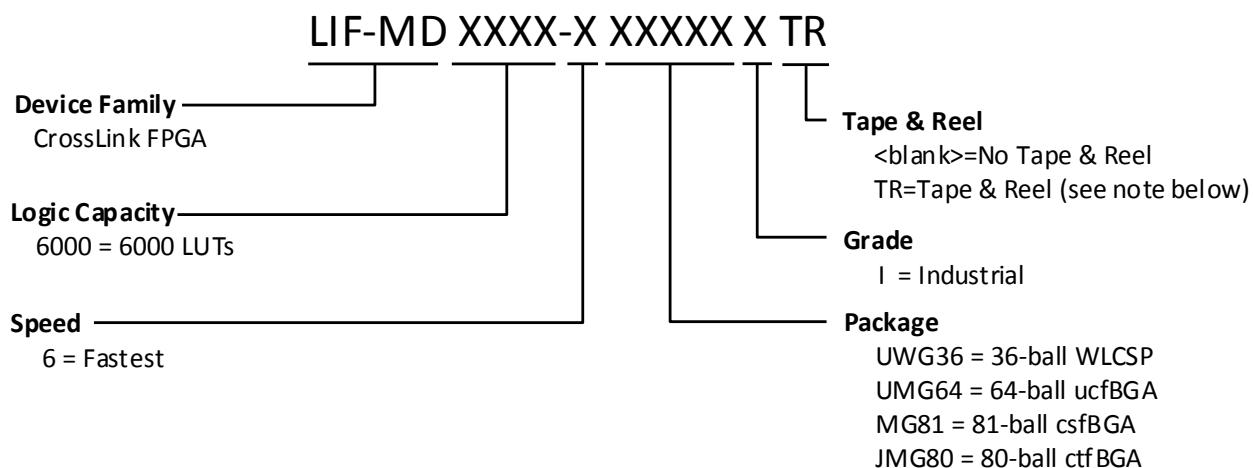 LIF-MD XXXX-X XXXXX X TR
Device Family
CrossLink FPGA
Logic Capacity
6000 = 6000 LUTs
Speed
6 = Fastest
Tape & Reel
<blank>=No Tape & Reel
TR=Tape & Reel (see note below)
Grade
I = Industrial
Package
UWG36 = 36-ball WLCSP
UMG64 = 64-ball ucfBGA
MG81 = 81-ball csfBGA
JMG80 = 80-ball ctfBGA